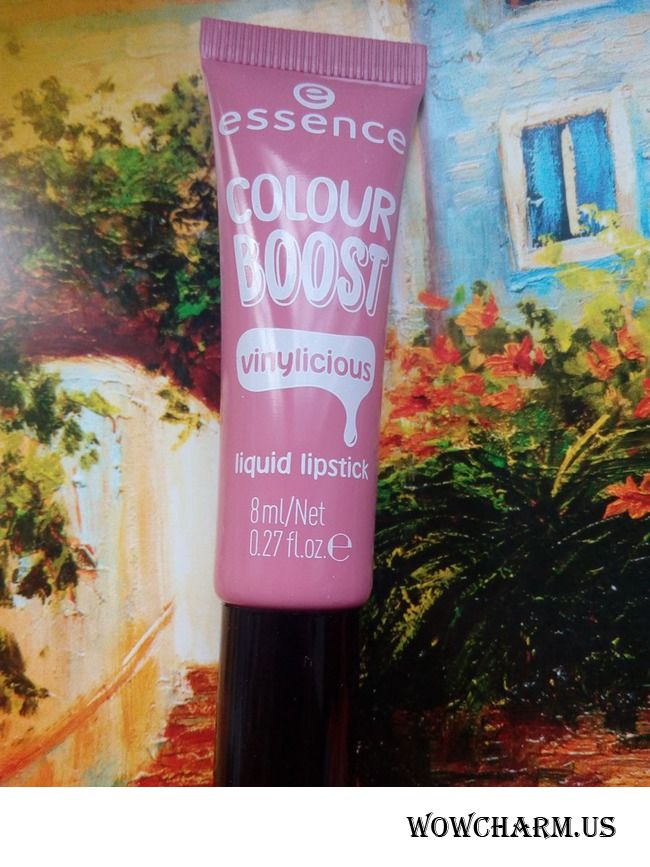 e
essence
COLOUR
BOOST
vinylicious
liquid lipstick
8ml/Net
0.27 fl.oz.℮
WOWCHARM.US